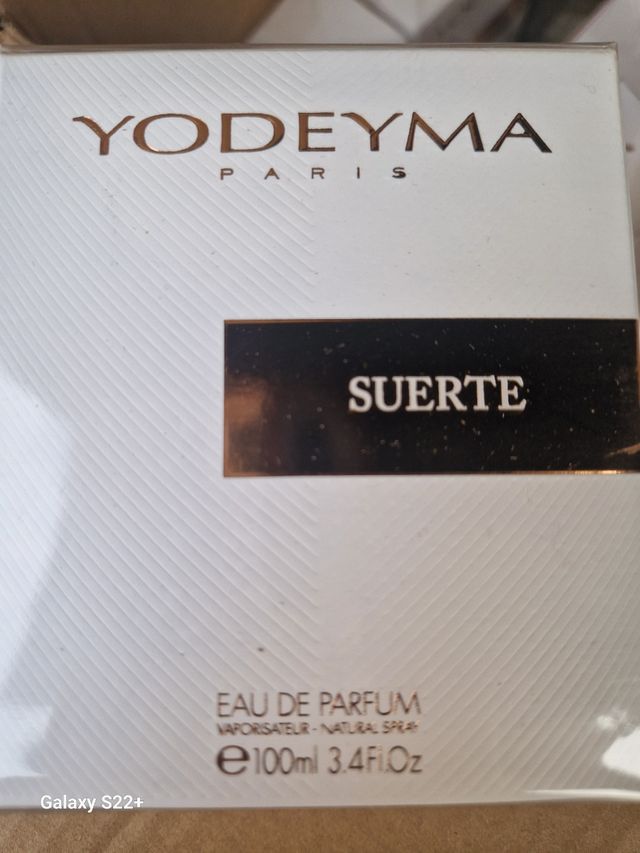 YODEYMA
PARIS
SUERTE
EAU DE PARFUM
VAPORISATEUR - NATURAL SPRAY
e100ml 3.4Fl.Oz
Galaxy S22+